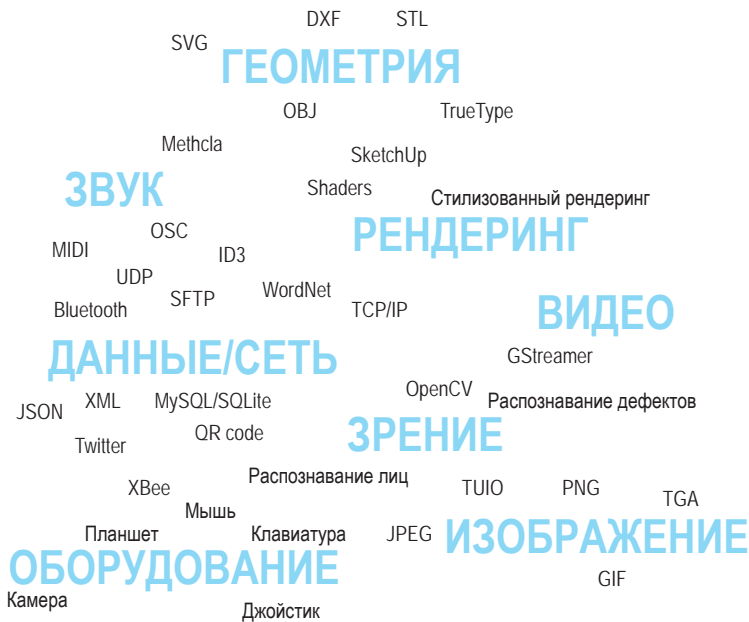 DXF STL
SVG
ГЕОМЕТРИЯ
OBJ TrueType
Methcla
SketchUp
ЗВУК
Shaders
Стилизованный рендеринг
OSC
РЕНДЕРИНГ
MIDI
ID3
UDP
WordNet
SFTP
Bluetooth
TCP/IP
ВИДЕО
ДАННЫЕ/СЕТЬ
GStreamer
OpenCV
XML MySQL/SQLite
Распознавание дефектов
JSON
QR code
ЗРЕНИЕ
Twitter
Распознавание лиц
XBee
TUIO PNG
TGA
Мышь
Планшет Клавиатура JPEG
ИЗОБРАЖЕНИЕ
ОБОРУДОВАНИЕ
GIF
Камера
Джойстик